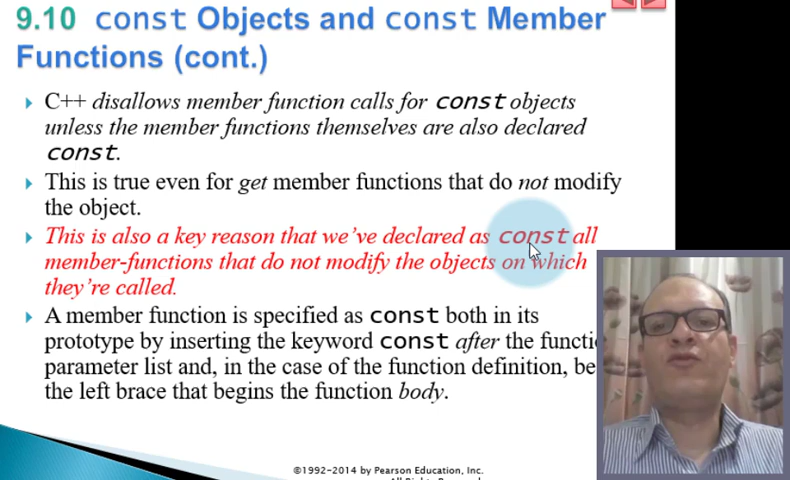 9.10 const Objects and const Member
Functions (cont.)
C++ disallows member function calls for const objects
unless the member functions themselves are also declared
const.
This is true even for get member functions that do not modify
the object.
This is also a key reason that we've declared as const all
member-functions that do not modify the objects on which
they're called.
A member function is specified as const both in its
prototype by inserting the keyword const after the functi
parameter list and, in the case of the function definition, be
the left brace that begins the function body.
©1992-2014 by Pearson Education, Inc.